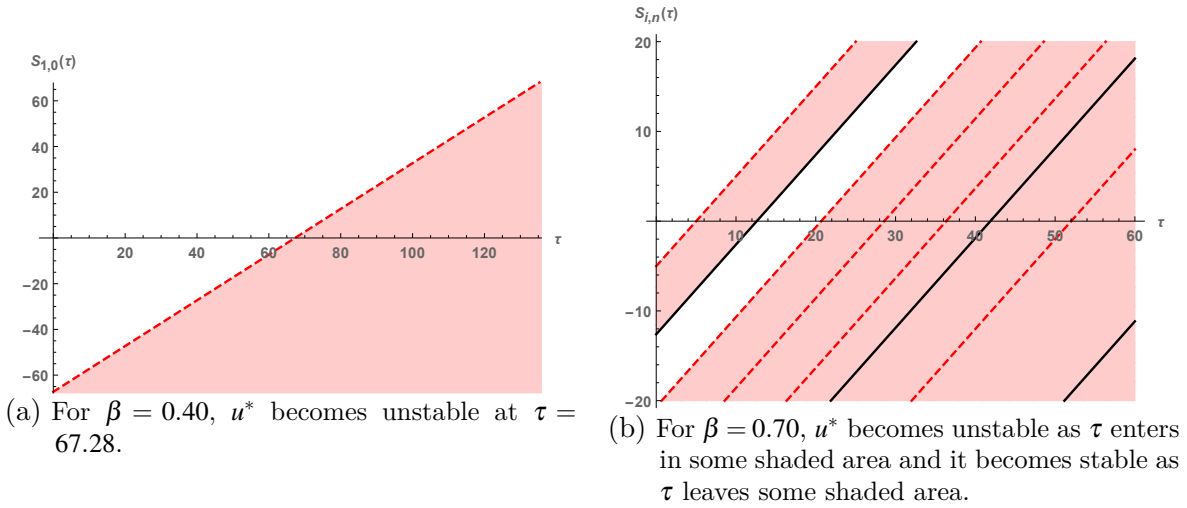 S1,0(τ)
60
40
20
20 40 60 80 100 120 τ
−20
−40
−60
(a) For β = 0.40, u* becomes unstable at τ =
67.28.
Si,n(τ)
20
10
10 20 30 40 50 60 τ
−10
−20
(b) For β = 0.70, u* becomes unstable as τ enters
in some shaded area and it becomes stable as
τ leaves some shaded area.